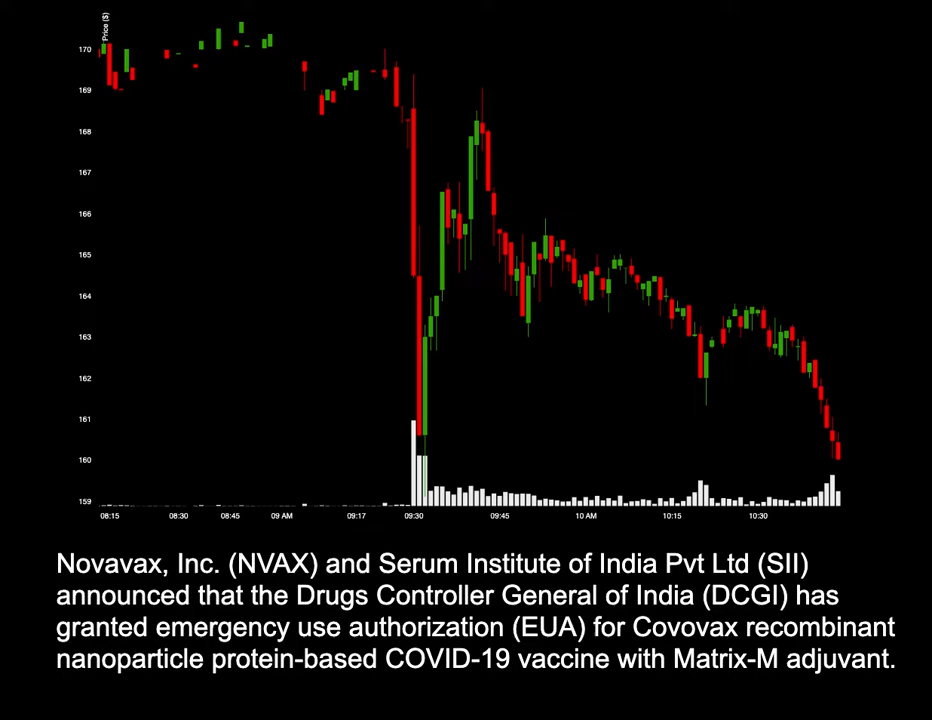 Price ($)
170
169
168
167
166
165
164
163
162
161
160
159
08:15 08:30 08:45 09 AM 09:17 09:30 09:45 10 AM 10:15 10:30
Novavax, Inc. (NVAX) and Serum Institute of India Pvt Ltd (SII)
announced that the Drugs Controller General of India (DCGI) has
granted emergency use authorization (EUA) for Covovax recombinant
nanoparticle protein-based COVID-19 vaccine with Matrix-M adjuvant.